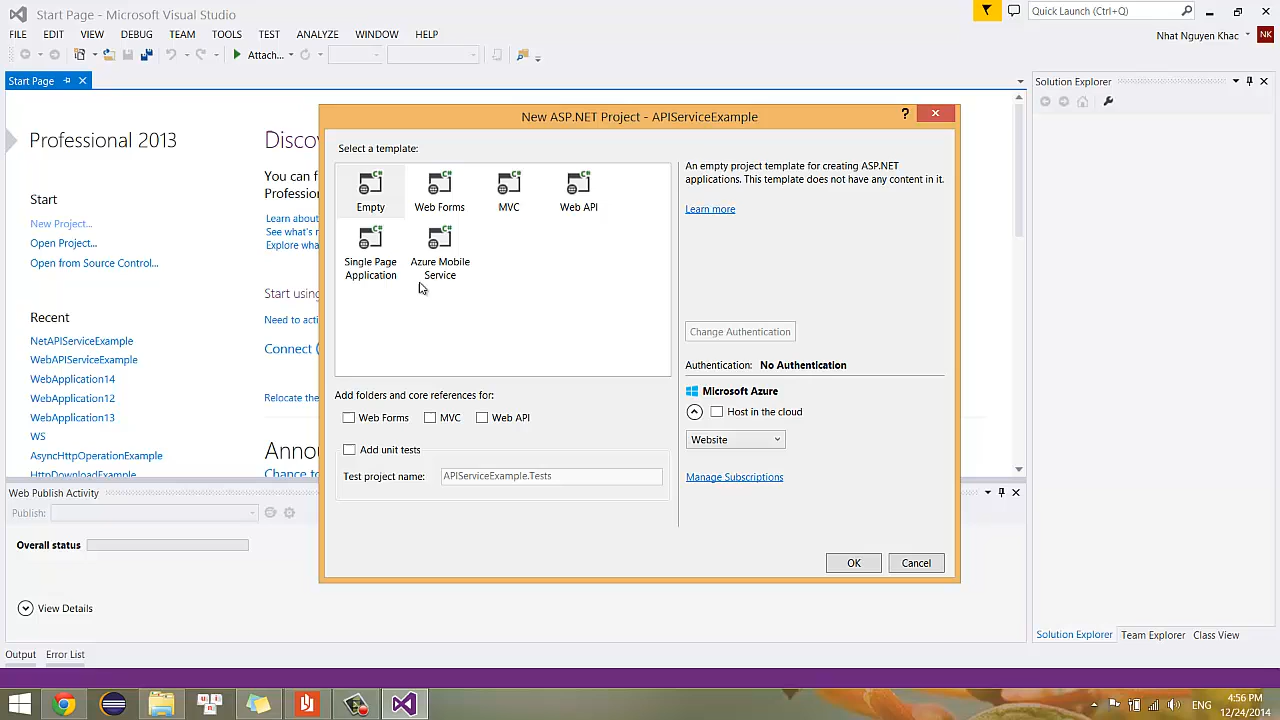 Start Page - Microsoft Visual Studio
Quick Launch (Ctrl+Q)
FILE EDIT VIEW DEBUG TEAM TOOLS TEST ANALYZE WINDOW HELP
Nhat Nguyen Khac NK
Attach...
Start Page
Solution Explorer
Professional 2013
Start
New Project...
Open Project...
Open from Source Control...
Recent
NetAPIServiceExample
WebAPIServiceExample
WebApplication14
WebApplication12
WebApplication13
WS
AsyncHttpOperationExample
HttpDownloadExample
Disco
You can f
Professional
Learn about
See what's
Explore wha
Start using
Need to acti
Connect (
Relocate the
Annou
Chance to
New ASP.NET Project - APIServiceExample
?
Select a template:
C# Empty
C# Web Forms
C# MVC
C# Web API
C# Single Page
Application
C# Azure Mobile
Service
An empty project template for creating ASP.NET
applications. This template does not have any content in it.
Learn more
Change Authentication
Authentication: No Authentication
Microsoft Azure
Host in the cloud
Website
Manage Subscriptions
Add folders and core references for:
Web Forms MVC Web API
Add unit tests
Test project name: APIServiceExample.Tests
OK Cancel
Web Publish Activity
Publish:
Overall status
View Details
Output Error List
Solution Explorer Team Explorer Class View
ENG
4:56 PM
12/24/2014